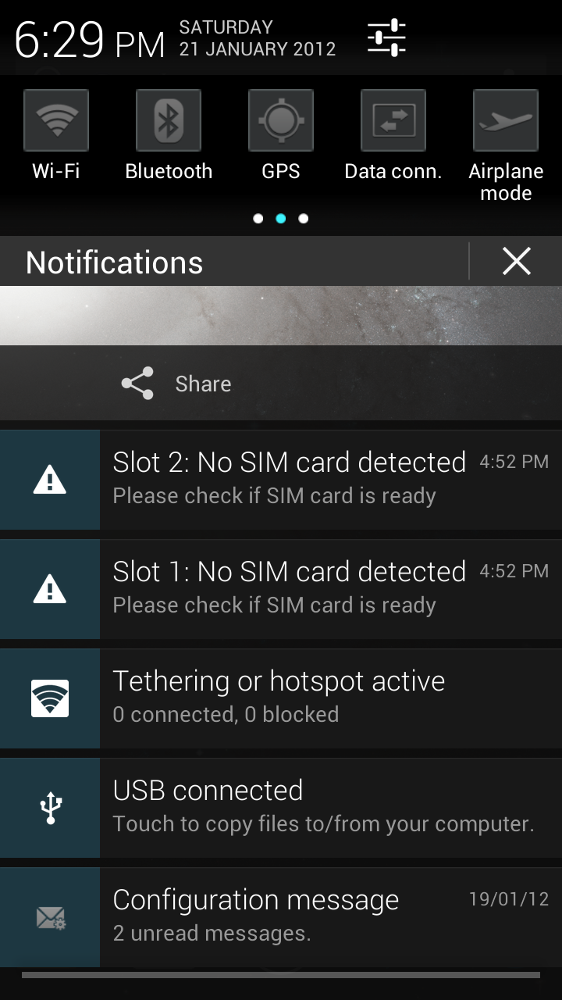 6:29 PM
SATURDAY
21 JANUARY 2012
Wi-Fi
Bluetooth
GPS
Data conn.
Airplane
mode
Notifications
Share
Slot 2: No SIM card detected 4:52 PM
Please check if SIM card is ready
Slot 1: No SIM card detected 4:52 PM
Please check if SIM card is ready
Tethering or hotspot active
0 connected, 0 blocked
USB connected
Touch to copy files to/from your computer.
Configuration message 19/01/12
2 unread messages.